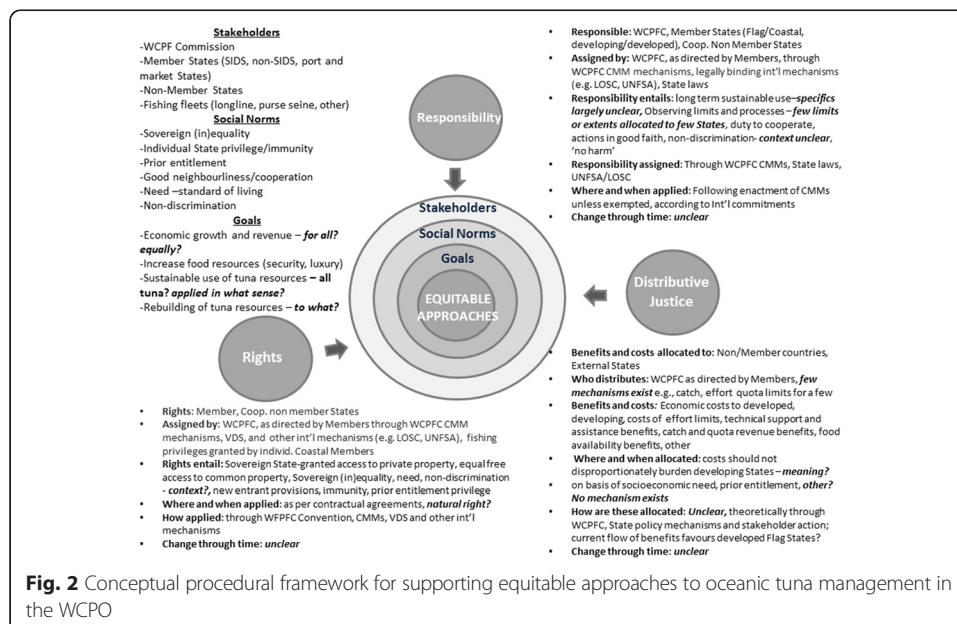 Stakeholders
-WCPF Commission
-Member States (SIDS, non-SIDS, port and
market States)
-Non-Member States
-Fishing fleets (longline, purse seine, other)
Social Norms
-Sovereign (in)equality
-Individual State privilege/immunity
-Prior entitlement
-Good neighbourliness/cooperation
-Need –standard of living
-Non-discrimination
Goals
-Economic growth and revenue – for all?
equally?
-Increase food resources (security, luxury)
-Sustainable use of tuna resources – all
tuna? applied in what sense?
-Rebuilding of tuna resources – to what?
Responsibility
• Responsible: WCPFC, Member States (Flag/Coastal,
developing/developed), Coop. Non Member States
• Assigned by: WCPFC, as directed by Members, through
WCPFC CMM mechanisms, legally binding int'l mechanisms
(e.g. LOSC, UNFSA), State laws
• Responsibility entails: long term sustainable use–specifics
largely unclear, Observing limits and processes – few limits
or extents allocated to few States, duty to cooperate,
actions in good faith, non-discrimination- context unclear,
'no harm'
• Responsibility assigned: Through WCPFC CMMs, State laws,
UNFSA/LOSC
• Where and when applied: Following enactment of CMMs
unless exempted, according to Int'l commitments
• Change through time: unclear
Stakeholders
Social Norms
Goals
EQUITABLE
APPROACHES
Distributive
Justice
Rights
• Rights: Member, Coop. non member States
• Assigned by: WCPFC, as directed by Members through WCPFC CMM
mechanisms, VDS, and other int'l mechanisms (e.g. LOSC, UNFSA), fishing
privileges granted by individ. Coastal Members
• Rights entail: Sovereign State-granted access to private property, equal free
access to common property, Sovereign (in)equality, need, non-discrimination
- context?, new entrant provisions, immunity, prior entitlement privilege
• Where and when applied: as per contractual agreements, natural right?
• How applied: through WFPFC Convention, CMMs, VDS and other int'l
mechanisms
• Change through time: unclear
• Benefits and costs allocated to: Non/Member countries,
External States
• Who distributes: WCPFC as directed by Members, few
mechanisms exist e.g., catch, effort quota limits for a few
• Benefits and costs: Economic costs to developed,
developing, costs of effort limits, technical support and
assistance benefits, catch and quota revenue benefits, food
availability benefits, other
• Where and when allocated: costs should not
disproportionately burden developing States – meaning?
• on basis of socioeconomic need, prior entitlement, other?
No mechanism exists
• How are these allocated: Unclear, theoretically through
WCPFC, State policy mechanisms and stakeholder action;
current flow of benefits favours developed Flag States?
• Change through time: unclear
Fig. 2 Conceptual procedural framework for supporting equitable approaches to oceanic tuna management in
the WCPO